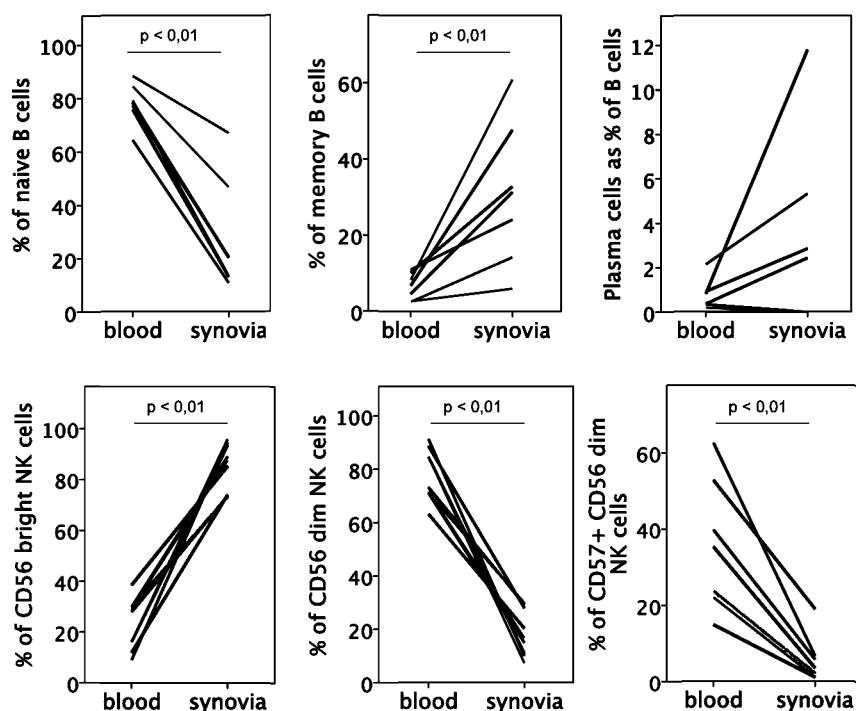 p < 0,01
% of naive B cells
100
80
60
40
20
0
blood synovia
p < 0,01
% of memory B cells
60
40
20
0
blood synovia
Plasma cells as % of B cells
12
10
8
6
4
2
0
blood synovia
p < 0,01
% of CD56 bright NK cells
100
80
60
40
20
0
blood synovia
p < 0,01
% of CD56 dim NK cells
100
80
60
40
20
0
blood synovia
p < 0,01
% of CD57+ CD56 dim
NK cells
60
40
20
0
blood synovia